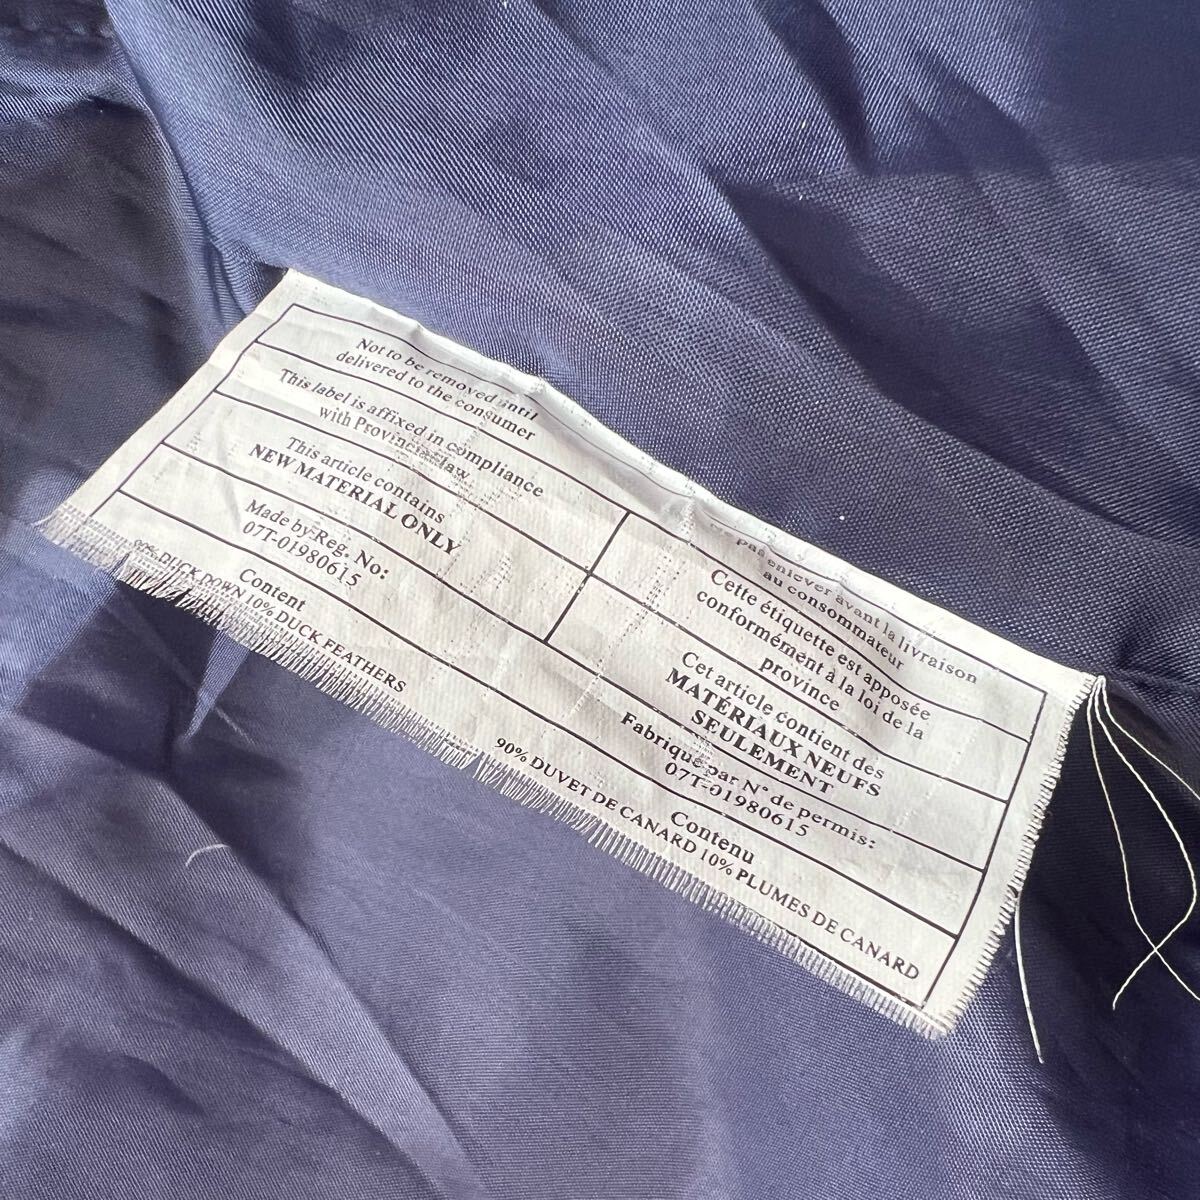 Not to be removed until
delivered to the consumer
This label is affixed in compliance
with Provincial law
This article contains
NEW MATERIAL ONLY
Made by Reg. No:
07T-01980615
Content
90% DUCK DOWN 10% DUCK FEATHERS
pas enlever avant la livraison
au consommateur
Cette étiquette est apposée
conformément à la loi de la
province
Cet article contient des
MATÉRIAUX NEUFS
SEULEMENT
Fabrique par N° de permis:
07T-01980615
Contenu
90% DUVET DE CANARD 10% PLUMES DE CANARD